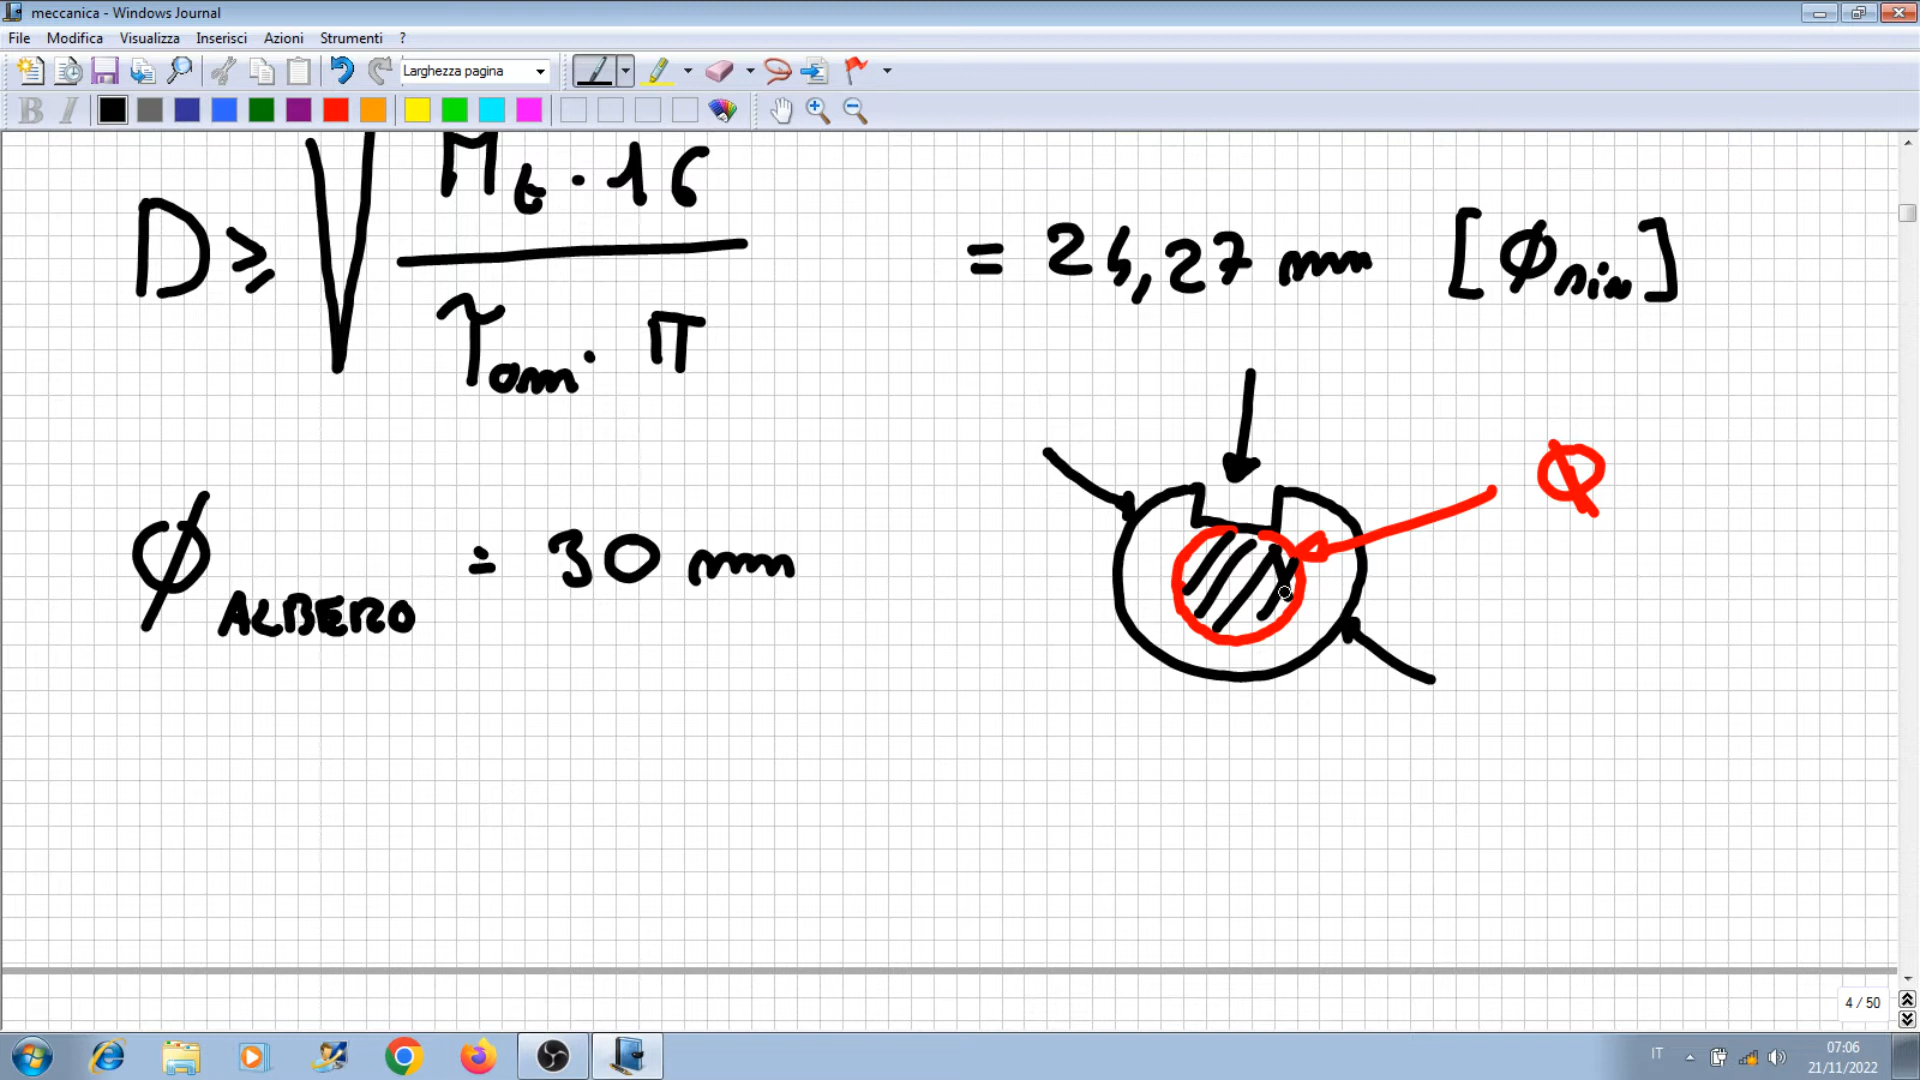 meccanica - Windows Journal
File Modifica Visualizza Inserisci Azioni Strumenti ?
Larghezza pagina
B I
D ≥ √ Mt · 16 / τam · π = 24,27 mm [ϕmin]
ϕ
ϕ ALBERO = 30 mm
4 / 50
IT
07:06
21/11/2022